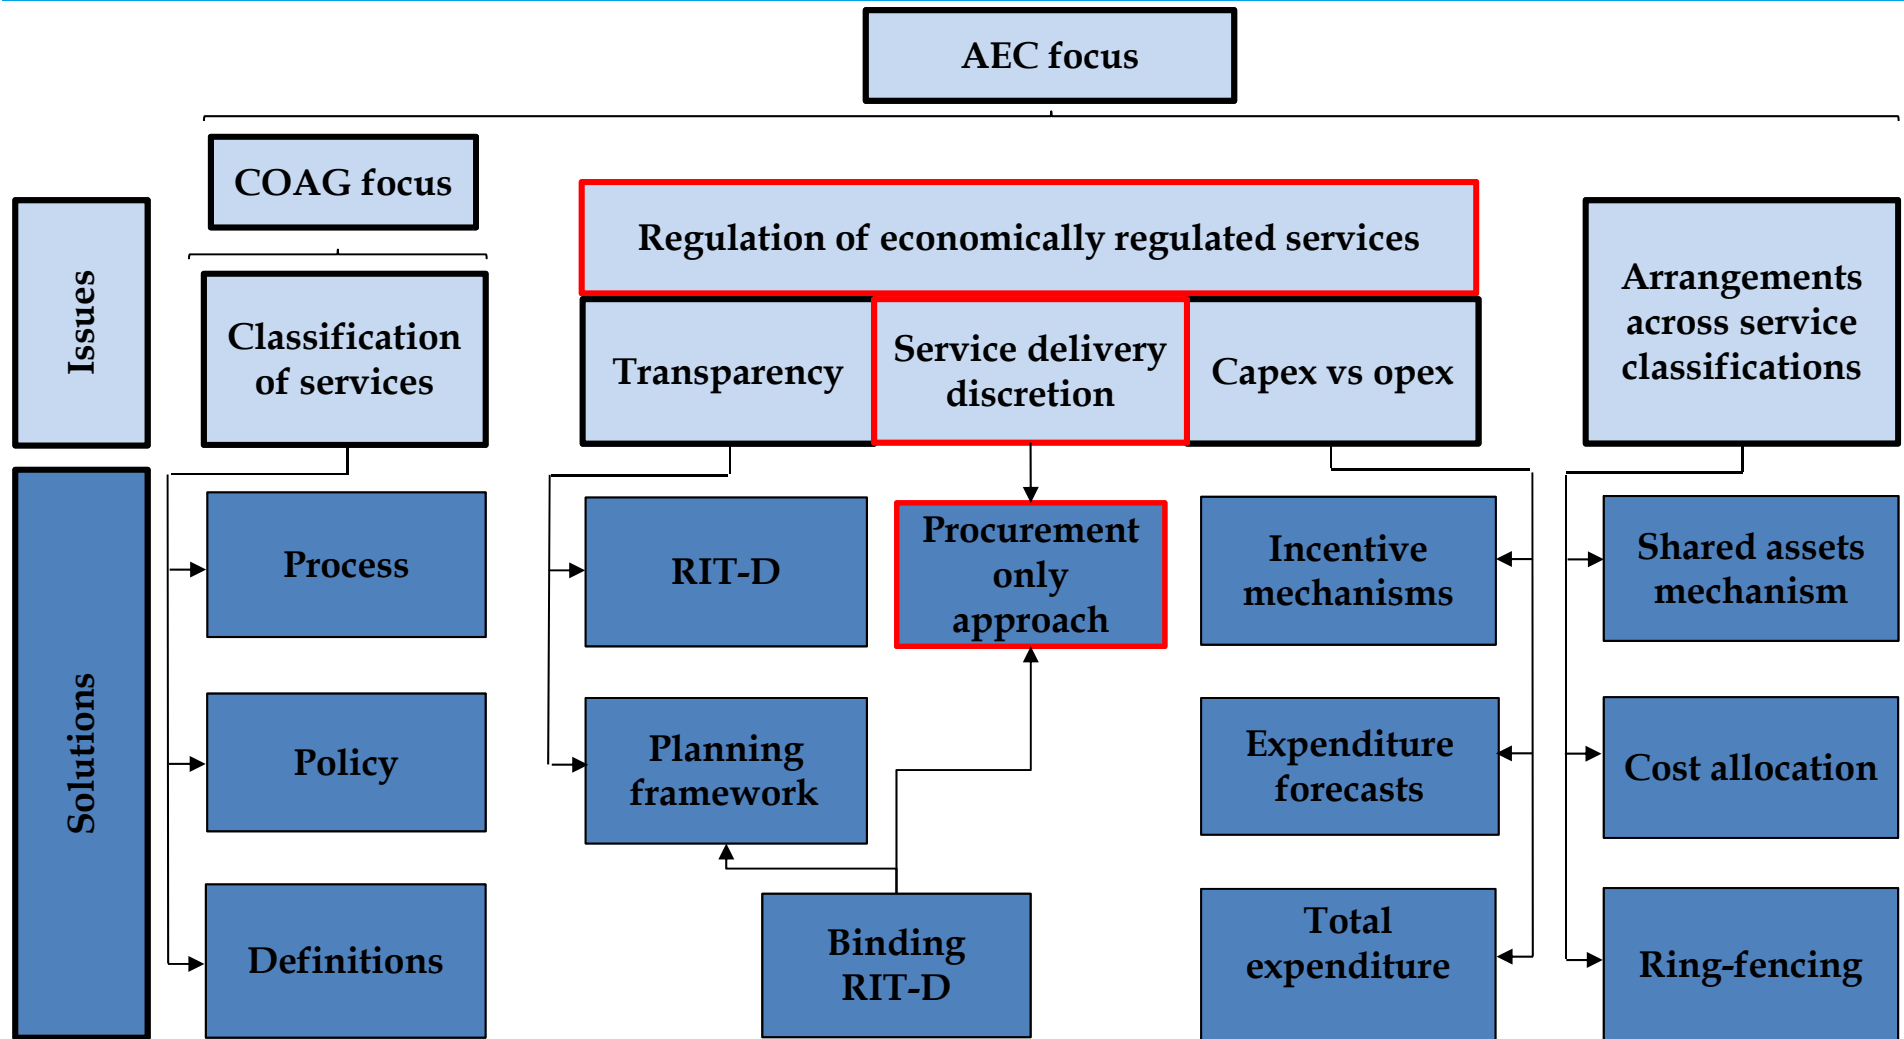 AEC focus
COAG focus
Regulation of economically regulated services
Issues
Classification
of services
Transparency
Service delivery
discretion
Capex vs opex
Arrangements
across service
classifications
Solutions
Process
RIT-D
Procurement
only
approach
Incentive
mechanisms
Shared assets
mechanism
Policy
Planning
framework
Expenditure
forecasts
Cost allocation
Definitions
Binding
RIT-D
Total
expenditure
Ring-fencing